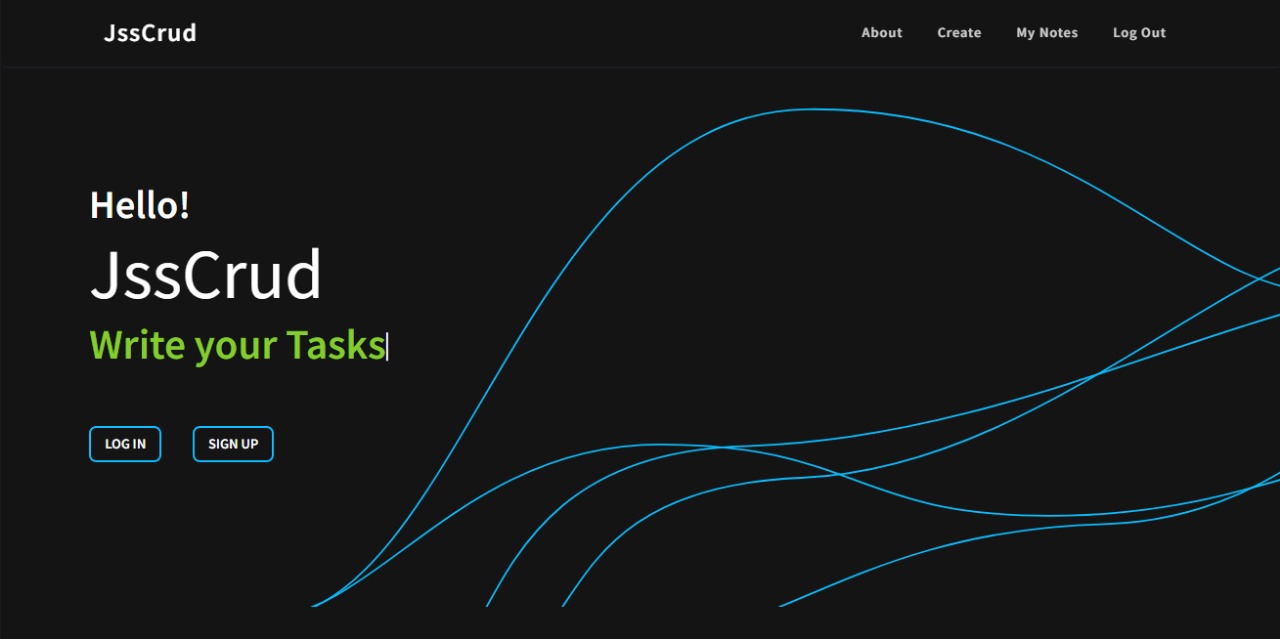 JssCrud About Create My Notes Log Out
Hello!
JssCrud
Write your Tasks
LOG IN SIGN UP